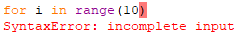 for i in range(10)
SyntaxError: incomplete input